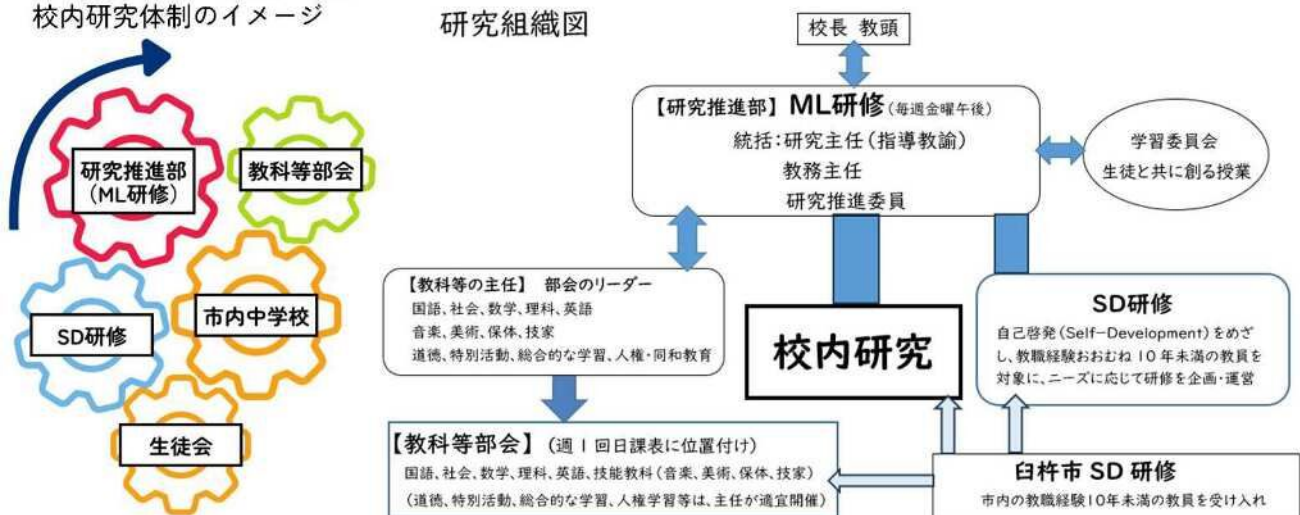 校内研究体制のイメージ
研究推進部
(ML研修)
教科等部会
SD研修
市内中学校
生徒会
研究組織図
校長 教頭
【研究推進部】 ML研修(毎週金曜午後)
統括:研究主任(指導教諭)
教務主任
研究推進委員
学習委員会
生徒と共に創る授業
【教科等の主任】 部会のリーダー
国語、社会、数学、理科、英語
音楽、美術、保体、技家
道徳、特別活動、総合的な学習、人権・同和教育
校内研究
SD研修
自己啓発(Self-Development)をめざ
し、教職経験おおむね10年未満の教員を
対象に、ニーズに応じて研修を企画・運営
【教科等部会】 (週1回日課表に位置付け)
国語、社会、数学、理科、英語、技能教科(音楽、美術、保体、技家)
(道徳、特別活動、総合的な学習、人権学習等は、主任が適宜開催)
臼杵市 SD 研修
市内の教職経験10年未満の教員を受け入れ